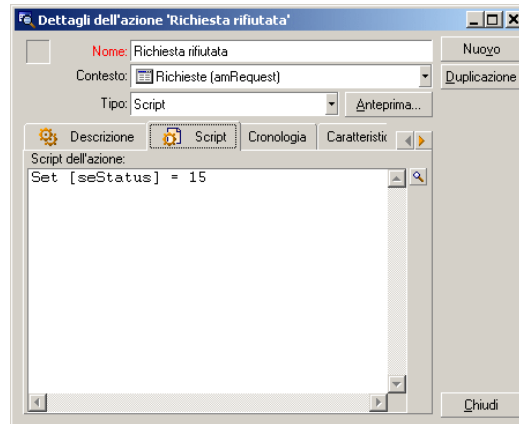 Dettagli dell'azione 'Richiesta rifiutata'
Nome: Richiesta rifiutata
Nuovo
Contesto: Richieste (amRequest)
Duplicazione
Tipo: Script
Anteprima...
Descrizione Script Cronologia Caratteristic
Script dell'azione:
Set [seStatus] = 15
Chiudi